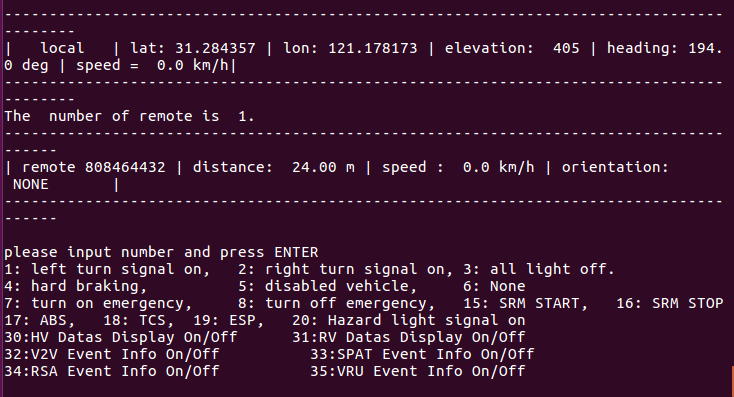 --------------------------------------------------------------------------------
--------
|   local   | lat: 31.284357 | lon: 121.178173 | elevation:  405 | heading: 194.
0 deg | speed =  0.0 km/h|
--------------------------------------------------------------------------------
--------
The  number of remote is  1.
--------------------------------------------------------------------------------
------
| remote 808464432 | distance:  24.00 m | speed :  0.0 km/h | orientation:
 NONE       |
--------------------------------------------------------------------------------
------
please input number and press ENTER
1: left turn signal on,   2: right turn signal on, 3: all light off.
4: hard braking,          5: disabled vehicle,     6: None
7: turn on emergency,     8: turn off emergency,   15: SRM START,   16: SRM STOP
17: ABS,   18: TCS,  19: ESP,   20: Hazard light signal on
30:HV Datas Display On/Off      31:RV Datas Display On/Off
32:V2V Event Info On/Off          33:SPAT Event Info On/Off
34:RSA Event Info On/Off          35:VRU Event Info On/Off